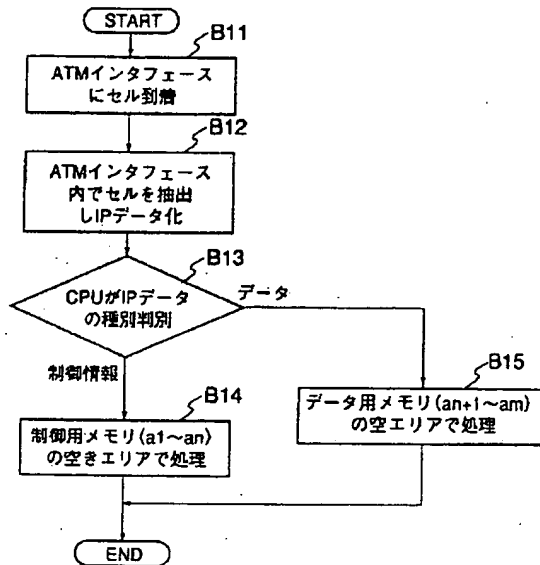 START
B11
ATMインタフェース
にセル到着
B12
ATMインタフェース
内でセルを抽出
しIPデータ化
B13
CPUがIPデータ
の種別判別
データ
制御情報
B14
制御用メモリ(a1～an)
の空きエリアで処理
B15
データ用メモリ(an+1～am)
の空エリアで処理
END